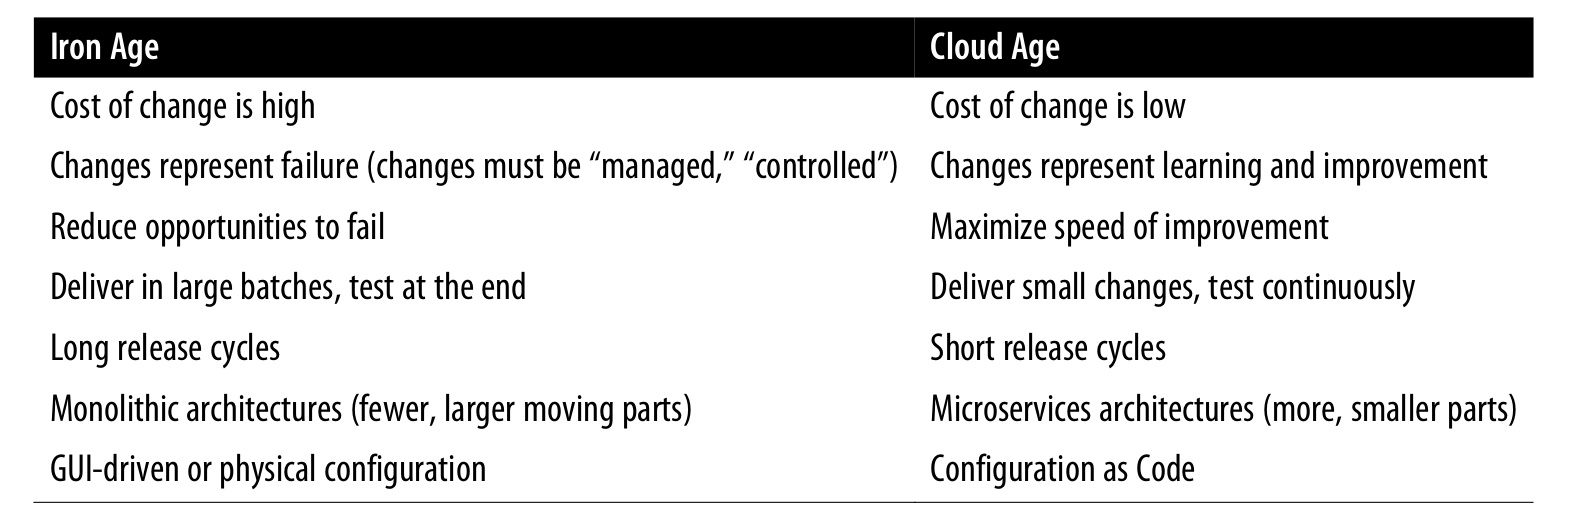 Iron Age Cloud Age
Cost of change is high Cost of change is low
Changes represent failure (changes must be “managed,” “controlled”) Changes represent learning and improvement
Reduce opportunities to fail Maximize speed of improvement
Deliver in large batches, test at the end Deliver small changes, test continuously
Long release cycles Short release cycles
Monolithic architectures (fewer, larger moving parts) Microservices architectures (more, smaller parts)
GUI-driven or physical configuration Configuration as Code